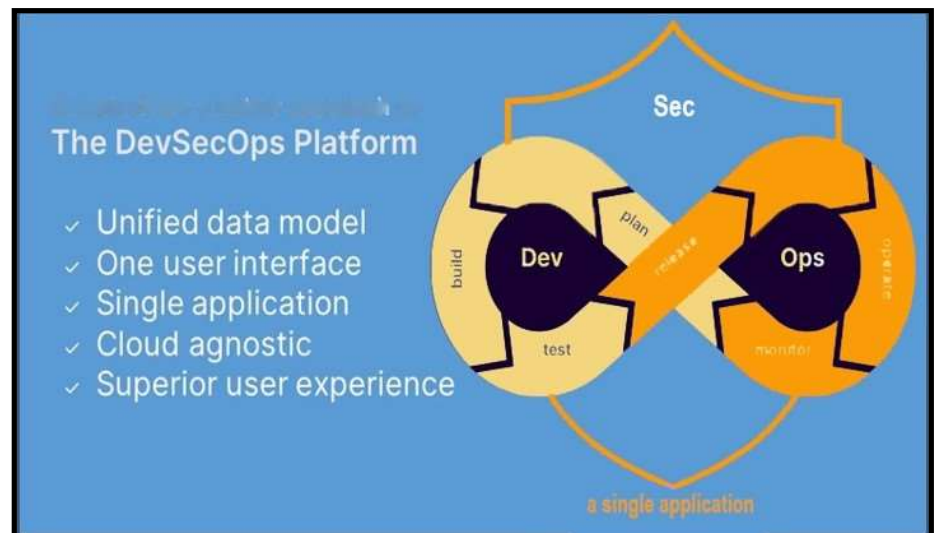 The DevSecOps Platform
✓ Unified data model
✓ One user interface
✓ Single application
✓ Cloud agnostic
✓ Superior user experience
Sec
plan
release
Dev
Ops
build
operate
test
monitor
a single application